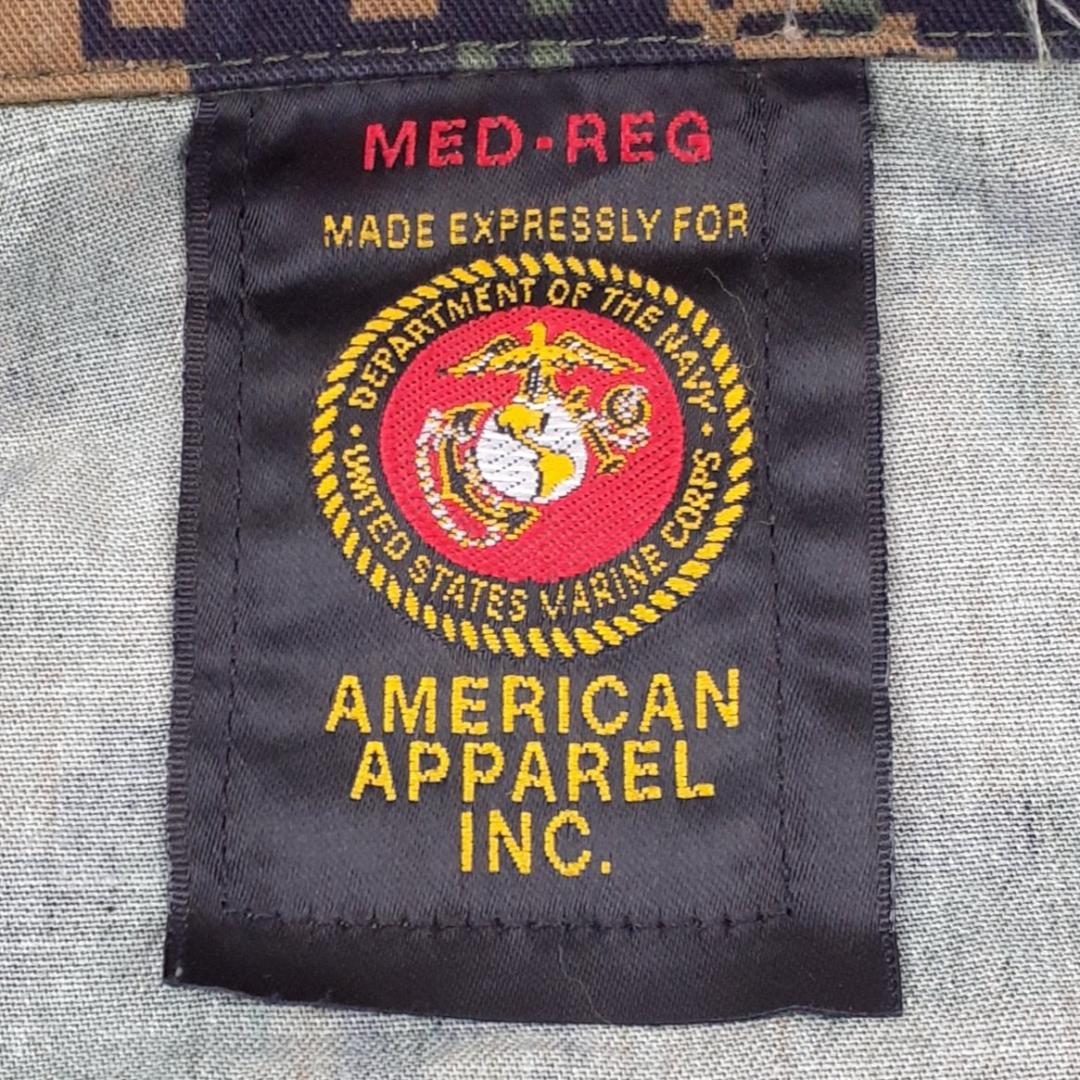 MED-REG
MADE EXPRESSLY FOR
DEPARTMENT OF THE NAVY
UNITED STATES MARINE CORPS
AMERICAN
APPAREL
INC.